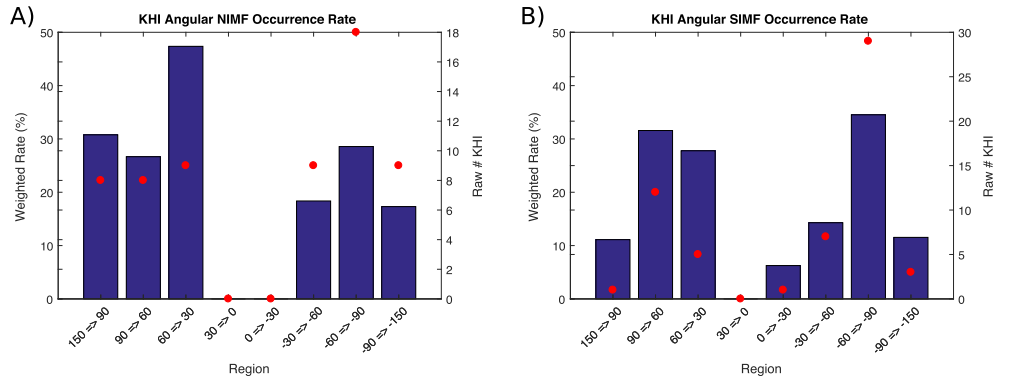 A)
KHI Angular NIMF Occurrence Rate
Weighted Rate (%)
50
40
30
20
10
0
18
16
14
12
10
8
6
4
2
0
Raw # KHI
150 => 90
90 => 60
60 => 30
30 => 0
0 => -30
-30 => -60
-60 => -90
-90 => -150
Region
B)
KHI Angular SIMF Occurrence Rate
Weighted Rate (%)
50
40
30
20
10
0
30
25
20
15
10
5
0
Raw # KHI
150 => 90
90 => 60
60 => 30
30 => 0
0 => -30
-30 => -60
-60 => -90
-90 => -150
Region